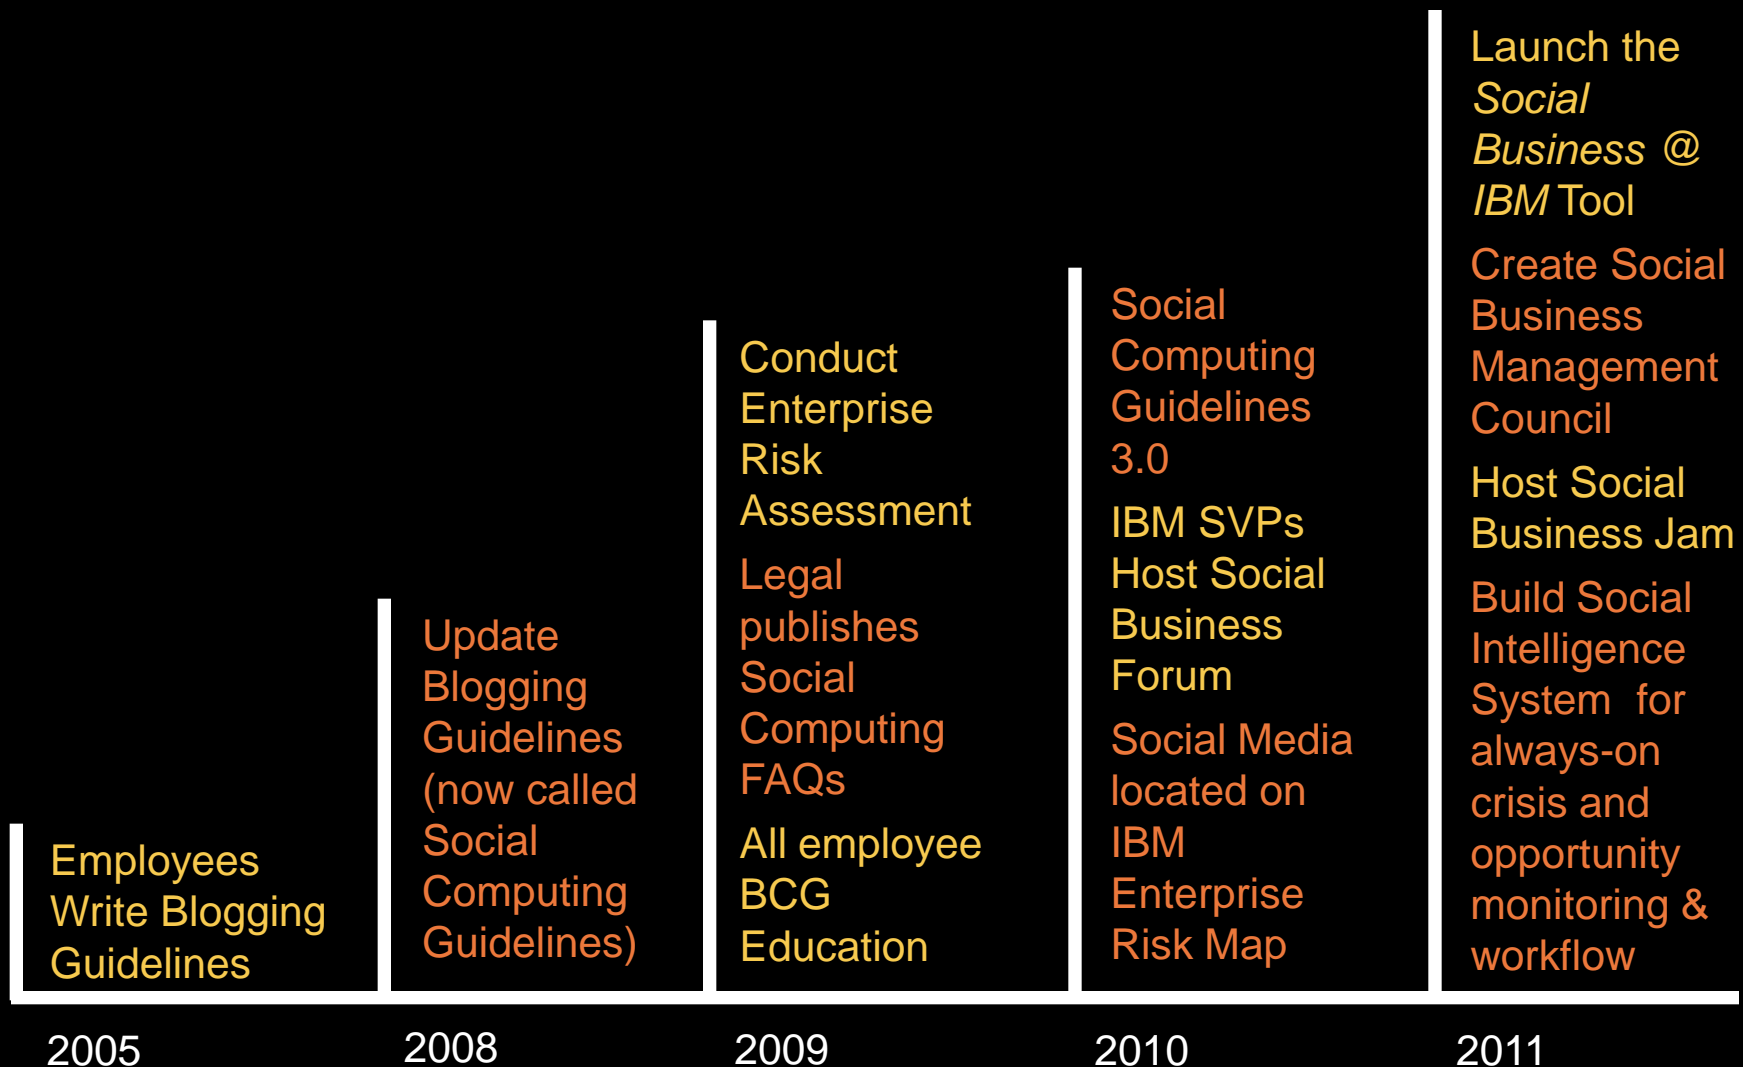 Employees
Write Blogging
Guidelines
2005
Update
Blogging
Guidelines
(now called
Social
Computing
Guidelines)
2008
Conduct
Enterprise
Risk
Assessment
Legal
publishes
Social
Computing
FAQs
All employee
BCG
Education
2009
Social
Computing
Guidelines
3.0
IBM SVPs
Host Social
Business
Forum
Social Media
located on
IBM
Enterprise
Risk Map
2010
Launch the
Social
Business @
IBM Tool
Create Social
Business
Management
Council
Host Social
Business Jam
Build Social
Intelligence
System for
always-on
crisis and
opportunity
monitoring &
workflow
2011